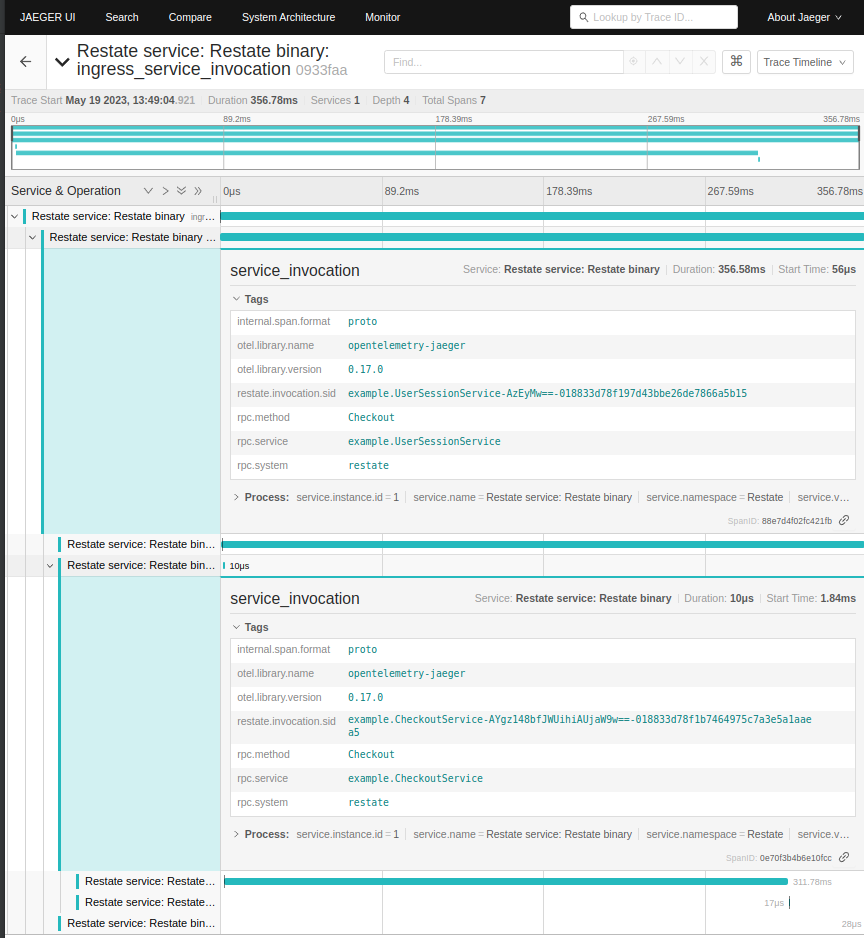 JAEGER UI Search Compare System Architecture Monitor Lookup by Trace ID... About Jaeger
Restate service: Restate binary:
ingress_service_invocation 0933faa
Find... ⌘ Trace Timeline
Trace Start May 19 2023, 13:49:04.921 Duration 356.78ms Services 1 Depth 4 Total Spans 7
0μs 89.2ms 178.39ms 267.59ms 356.78ms
Service & Operation 0μs 89.2ms 178.39ms 267.59ms 356.78ms
Restate service: Restate binary ingr...
Restate service: Restate binary ...
service_invocation Service: Restate service: Restate binary Duration: 356.58ms Start Time: 56μs
Tags
internal.span.format proto
otel.library.name opentelemetry-jaeger
otel.library.version 0.17.0
restate.invocation.sid example.UserSessionService-AzEyMw==-018833d78f197d43bbe26de7866a5b15
rpc.method Checkout
rpc.service example.UserSessionService
rpc.system restate
Process: service.instance.id = 1 service.name = Restate service: Restate binary service.namespace = Restate service.v...
SpanID: 88e7d4f02fc421fb
Restate service: Restate bin...
Restate service: Restate bin... 10μs
service_invocation Service: Restate service: Restate binary Duration: 10μs Start Time: 1.84ms
Tags
internal.span.format proto
otel.library.name opentelemetry-jaeger
otel.library.version 0.17.0
restate.invocation.sid example.CheckoutService-AYgz148bfJWUihiAUjaW9w==-018833d78f1b7464975c7a3e5a1aae
a5
rpc.method Checkout
rpc.service example.CheckoutService
rpc.system restate
Process: service.instance.id = 1 service.name = Restate service: Restate binary service.namespace = Restate service.v...
SpanID: 0e70f3b4b6e10fcc
Restate service: Restate... 311.78ms
Restate service: Restate... 17μs
Restate service: Restate bin... 28μs